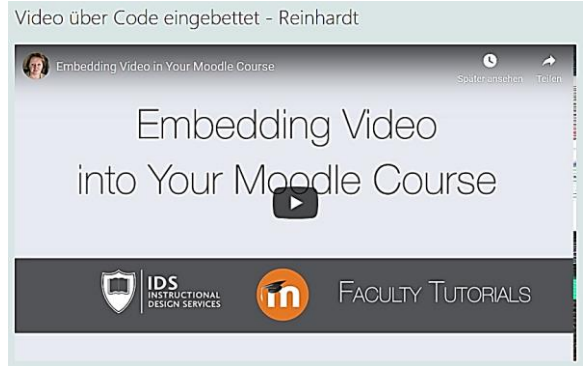 Video über Code eingebettet - Reinhardt
Embedding Video in Your Moodle Course
Später ansehen
Teilen
Embedding Video
into Your Moodle Course
IDS
INSTRUCTIONAL
DESIGN SERVICES
m
FACULTY TUTORIALS